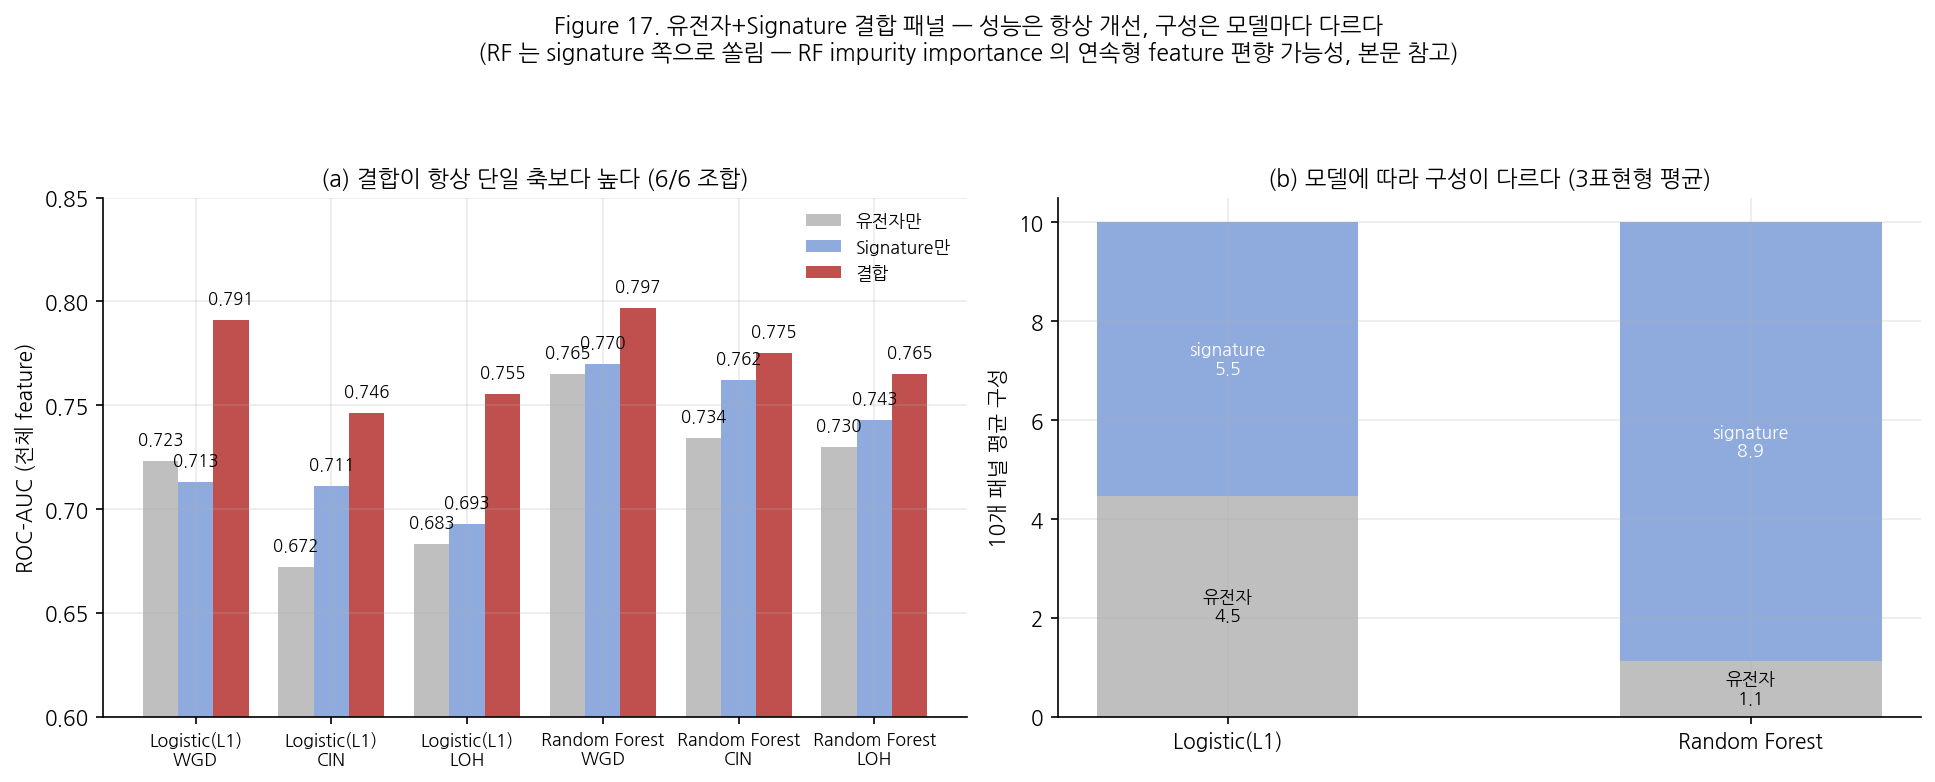 Figure 17. 유전자+Signature 결합 패널 — 성능은 항상 개선, 구성은 모델마다 다르다
(RF 는 signature 쪽으로 쏠림 — RF impurity importance 의 연속형 feature 편향 가능성, 본문 참고)
(a) 결합이 항상 단일 축보다 높다 (6/6 조합)
ROC-AUC (전체 feature)
0.85
0.80
0.75
0.70
0.65
0.60
유전자만
Signature만
결합
0.723
0.713
0.791
0.672
0.711
0.746
0.683
0.693
0.755
0.765
0.770
0.797
0.734
0.762
0.775
0.730
0.743
0.765
Logistic(L1)
WGD
Logistic(L1)
CIN
Logistic(L1)
LOH
Random Forest
WGD
Random Forest
CIN
Random Forest
LOH
(b) 모델에 따라 구성이 다르다 (3표현형 평균)
10개 패널 평균 구성
10
8
6
4
2
0
signature
5.5
유전자
4.5
signature
8.9
유전자
1.1
Logistic(L1)
Random Forest